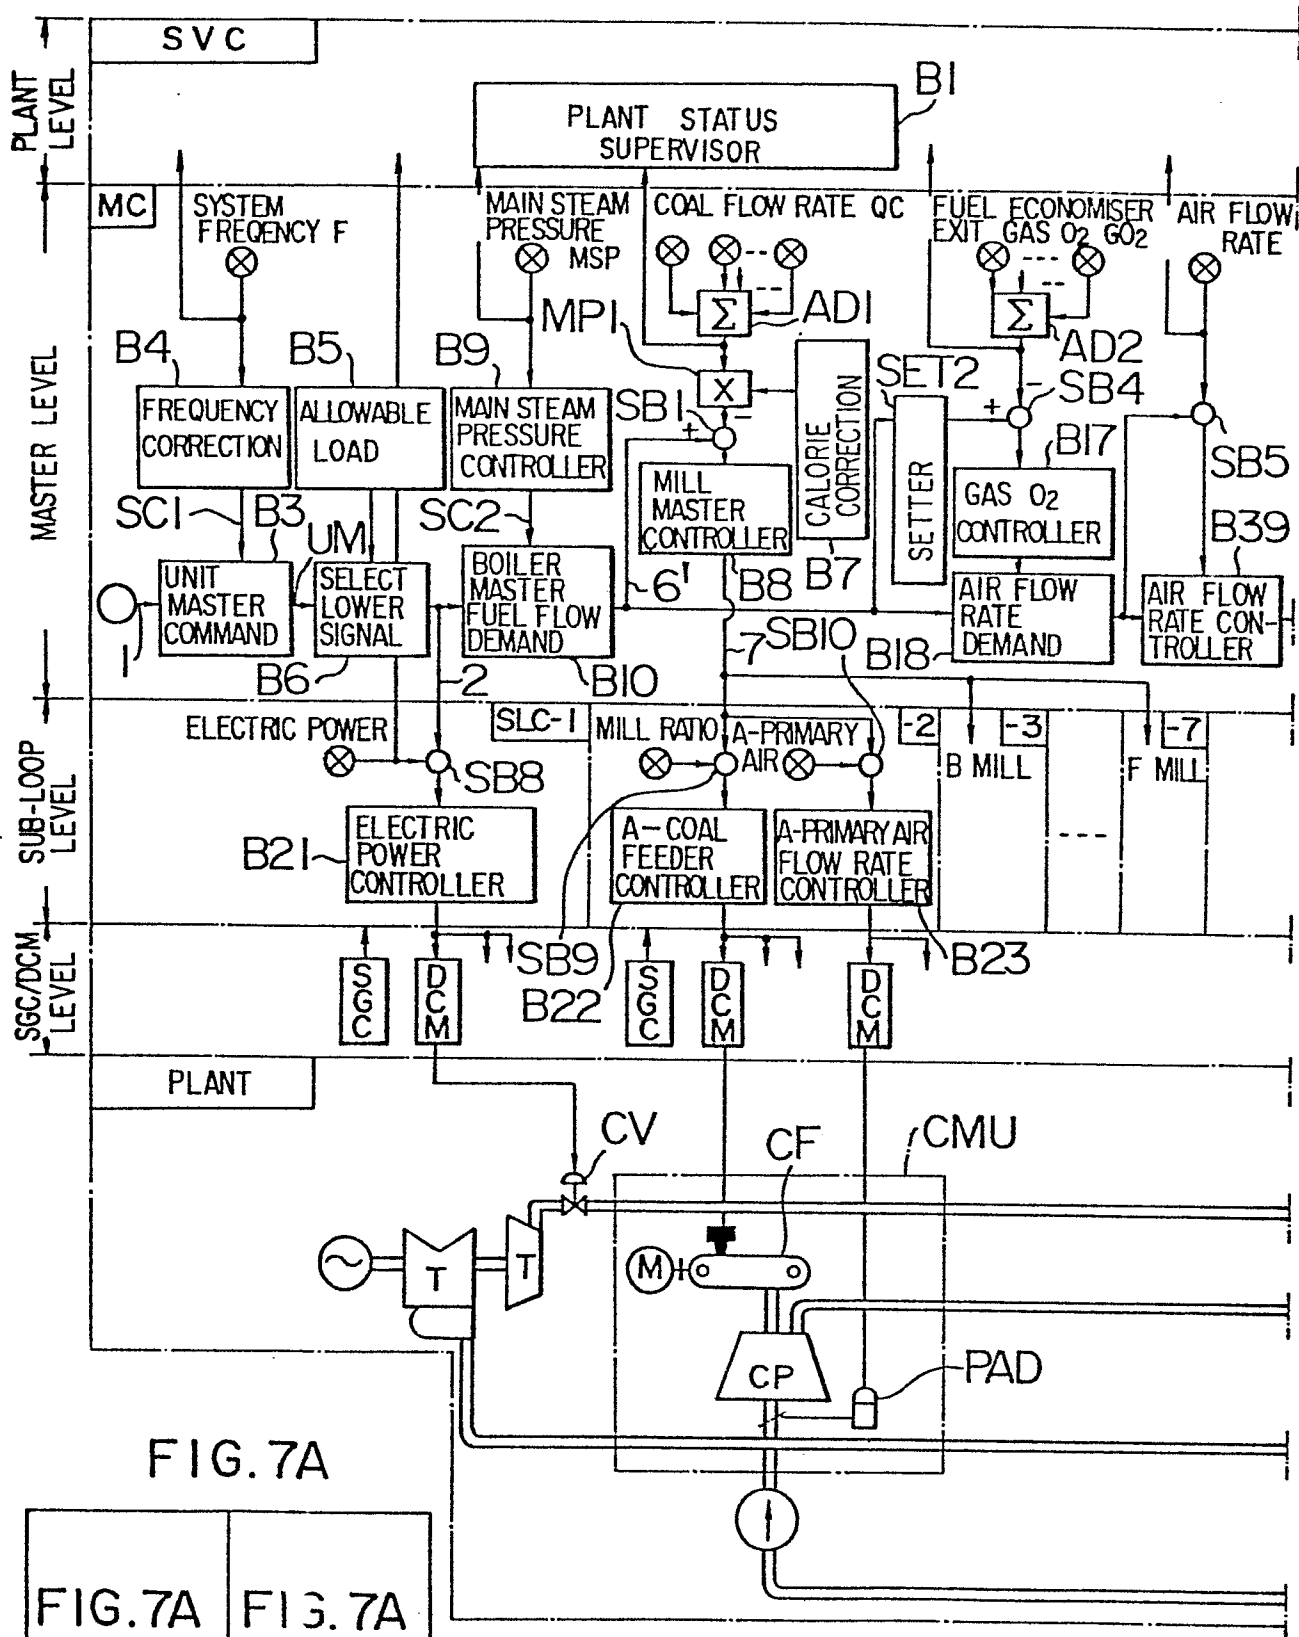 SVC
PLANT LEVEL
B1
PLANT STATUS
SUPERVISOR
MC
SYSTEM
FREQENCY F
MAIN STEAM
PRESSURE
MSP
COAL FLOW RATE QC
FUEL ECONOMISER
EXIT GAS O2 GO2
AIR FLOW
RATE
MASTER LEVEL
Σ
AD1
MP1
Σ
AD2
B4
B5
B9
X
SET2
SB4
FREQUENCY
CORRECTION
ALLOWABLE
LOAD
MAIN STEAM
PRESSURE
CONTROLLER
SB1
+
-
CALORIE
CORRECTION
SETTER
+
-
B17
SB5
MILL
MASTER
CONTROLLER
GAS O2
CONTROLLER
SC1
B3
UM
SC2
B39
6'
B8
B7
UNIT
MASTER
COMMAND
SELECT
LOWER
SIGNAL
BOILER
MASTER
FUEL FLOW
DEMAND
AIR FLOW
RATE
DEMAND
AIR FLOW
RATE CON-
TROLLER
1
B6
2
B10
7
SB10
B18
SUB-LOOP
LEVEL
ELECTRIC POWER
SLC-1
MILL RATIO
A-PRIMARY
AIR
-2
-3
-7
B MILL
F MILL
SB8
B21
ELECTRIC
POWER
CONTROLLER
A-COAL
FEEDER
CONTROLLER
A-PRIMARY AIR
FLOW RATE
CONTROLLER
---
SGC/DCM
LEVEL
SGC
DCM
SB9
B22
SGC
DCM
DCM
B23
PLANT
CV
CF
CMU
T
T
M
CP
PAD
FIG.7A
FIG.7A
FIG.7A